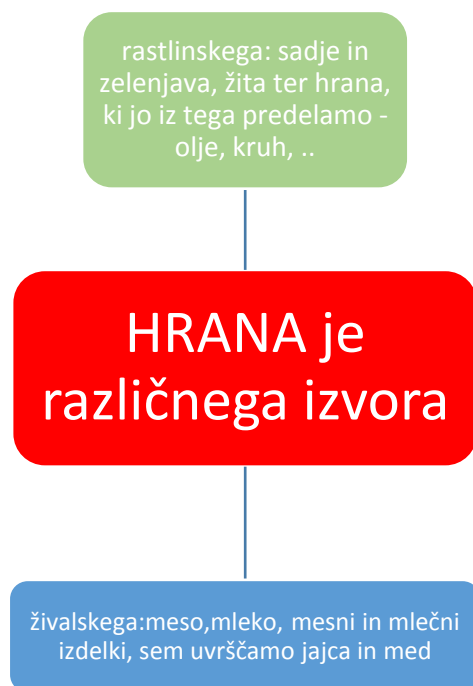 rastlinskega: sadje in
zelenjava, žita ter hrana,
ki jo iz tega predelamo -
olje, kruh, ..
HRANA je
različnega izvora
živalskega:meso,mleko, mesni in mlečni
izdelki, sem uvrščamo jajca in med